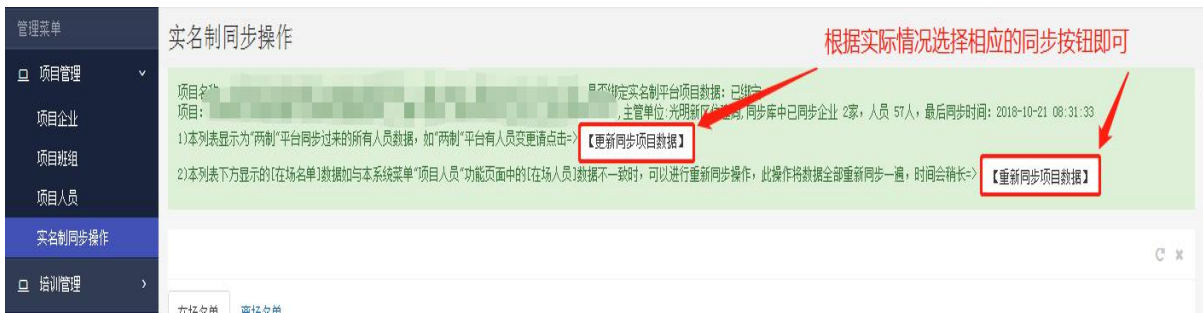 管理菜单
实名制同步操作
根据实际情况选择相应的同步按钮即可
项目管理
项目企业
项目班组
项目人员
实名制同步操作
培训管理
项目名称 是否绑定实名制平台项目数据: 已绑定
项目: ,主管单位:光明新区住建局,同步库中已同步企业 2家，人员 57人，最后同步时间: 2018-10-21 08:31:33
1)本列表显示为"两制"平台同步过来的所有人员数据，如"两制"平台有人员变更请点击=> 【更新同步项目数据】
2)本列表下方显示的[在场名单]数据如与本系统菜单"项目人员"功能页面中的[在场人员]数据不一致时，可以进行重新同步操作，此操作将数据全部重新同步一遍，时间会稍长=> 【重新同步项目数据】
在场名单 离场名单